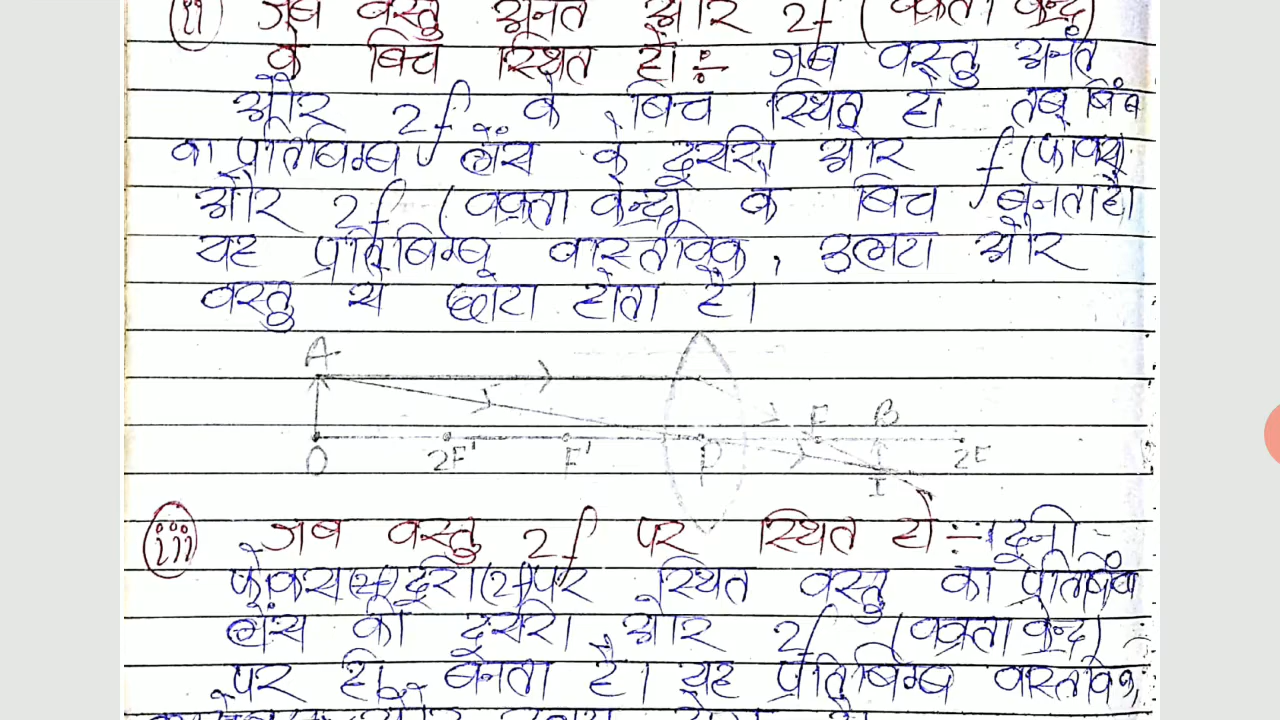 (ii) जब वस्तु अनंत और 2f (वक्रता केन्द्र)
के बिच स्थित हो :- जब वस्तु अनंत
और 2f के बिच स्थित हो तब बिंब
का प्रतिबिम्ब लेंस के दुसरी ओर f (फोकस)
और 2f (वक्रता केन्द्र) के बिच बनता है।
यह प्रतिबिम्ब वास्तविक, उल्टा और
वस्तु से छोटा होता है।
A
F B
O 2F' F' P 2F
I
(iii) जब वस्तु 2f पर स्थित हो :- दूनी-
फोकस (2f) दूरी (2f) पर स्थित वस्तु का प्रतिबिंब
लेंस की दुसरी ओर 2f (वक्रता केन्द्र)
पर ही बनता है। यह प्रतिबिम्ब